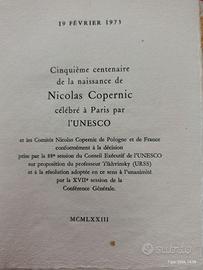 19 FÉVRIER 1973
Cinquième centenaire
de la naissance de
Nicolas Copernic
célébré à Paris par
l'UNESCO
et les Comités Nicolas Copernic de Pologne et de France
conformément à la décision
prise par la 88e session du Conseil Exécutif de l'UNESCO
sur proposition du professeur Tikhvinsky (URSS)
et à la résolution adoptée en ce sens à l'unanimité
par la XVIIe session de la
Conférence Générale.
MCMLXXIII
subito